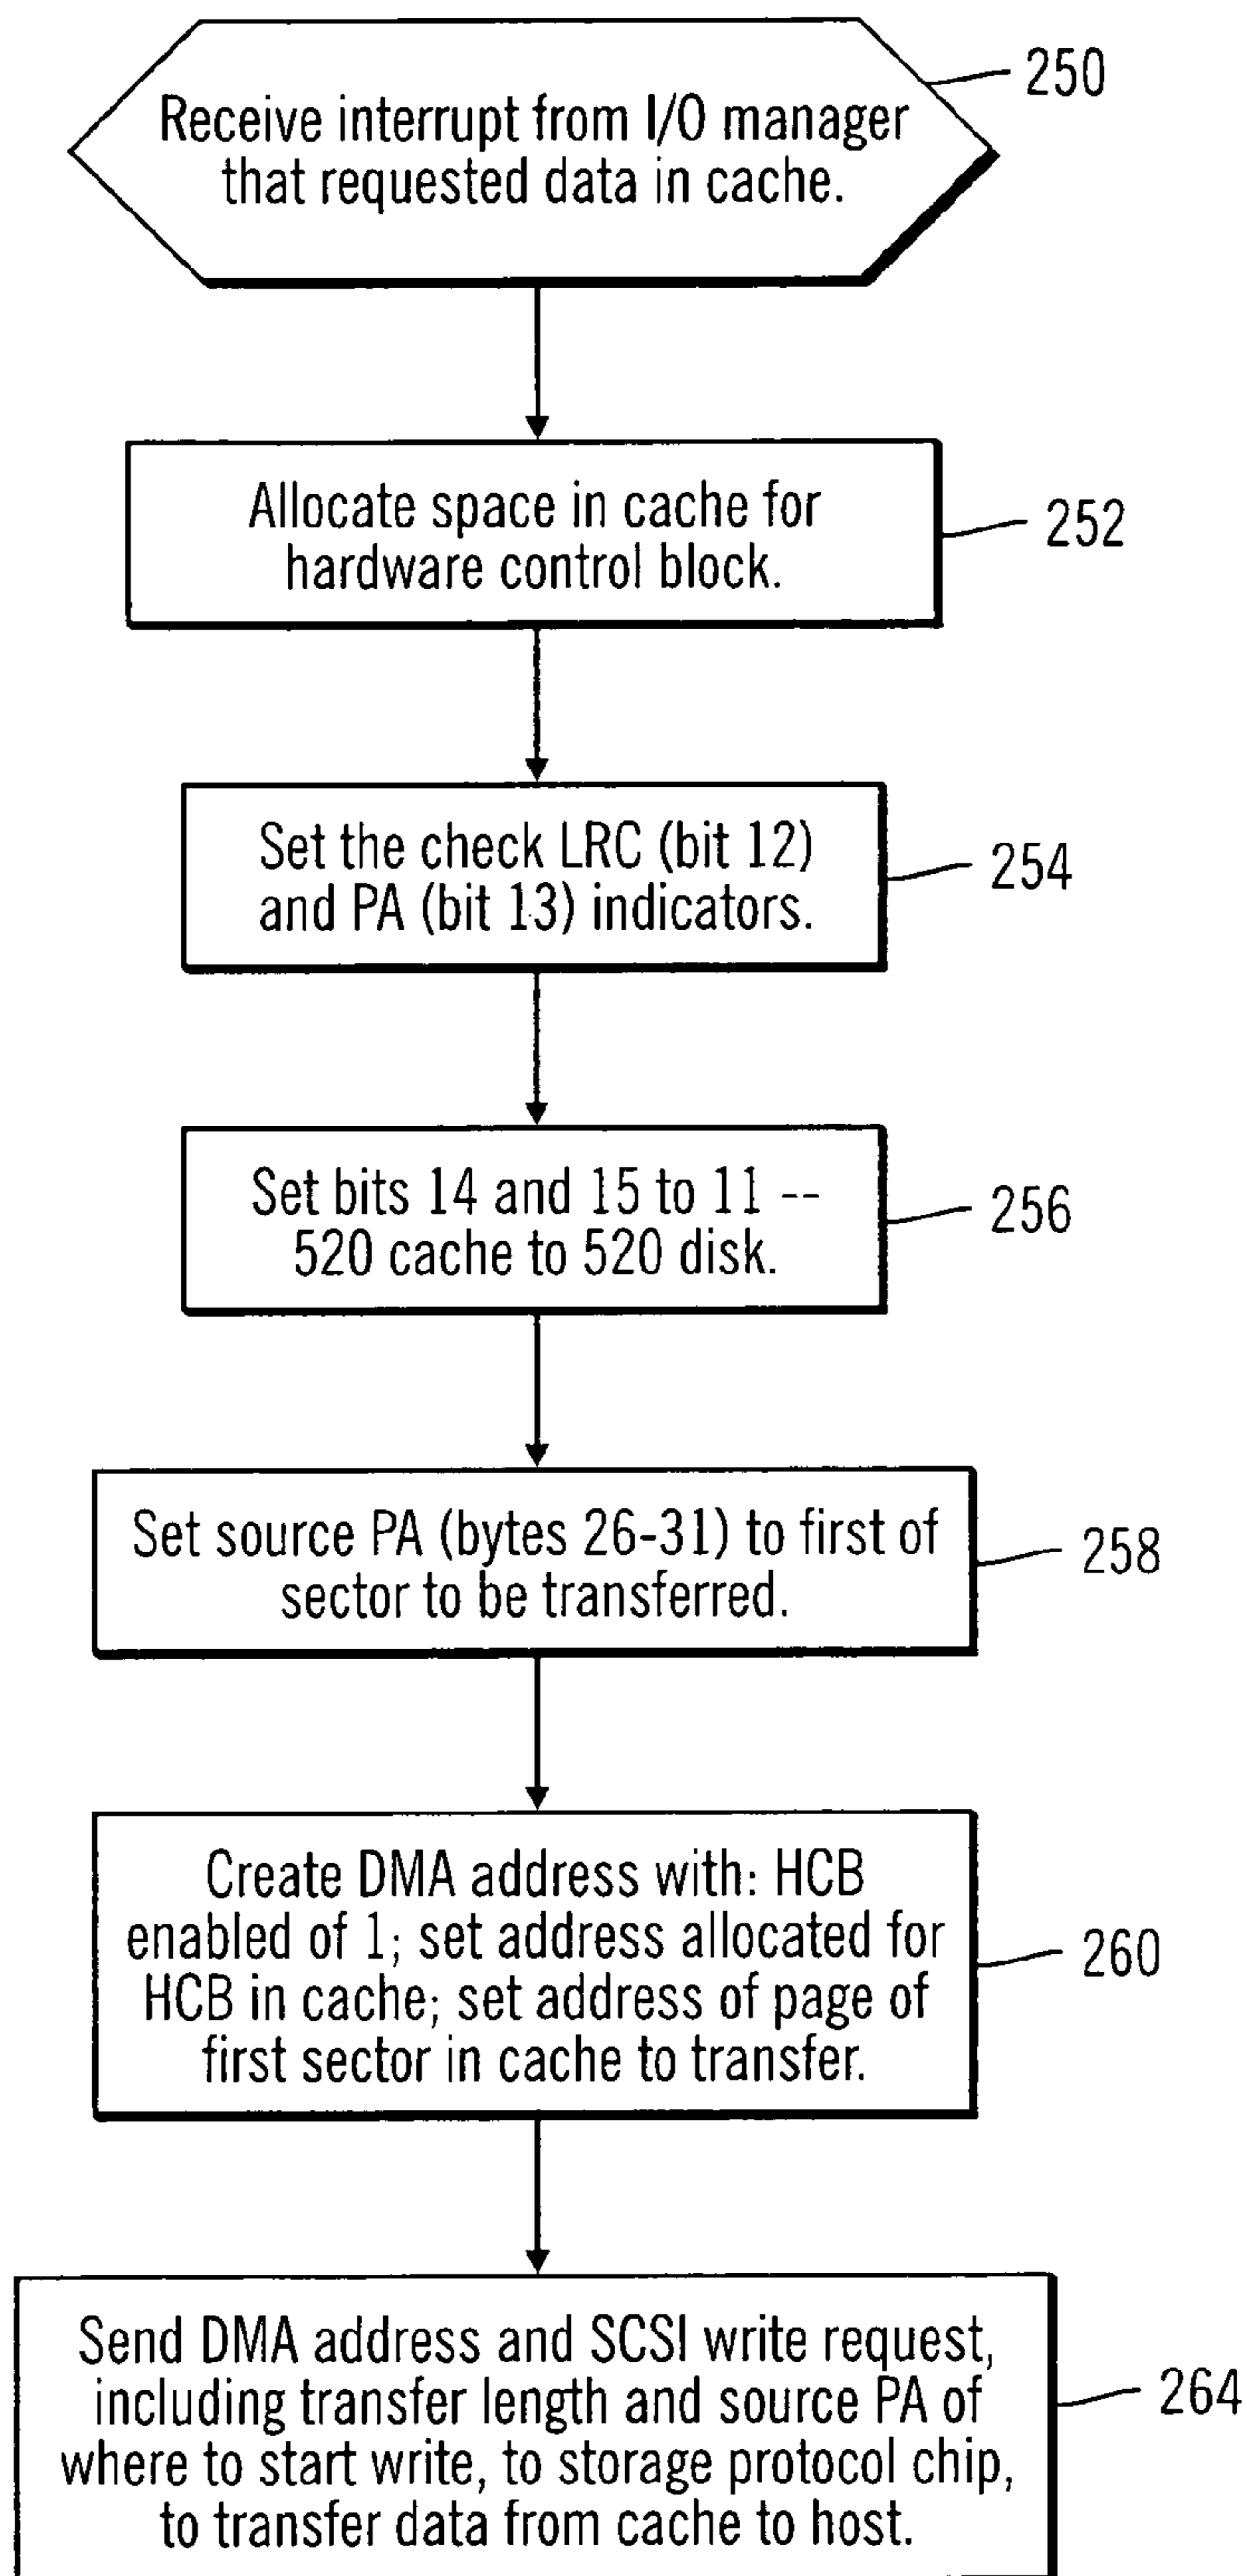 Receive interrupt from I/O manager
that requested data in cache.
250
Allocate space in cache for
hardware control block.
252
Set the check LRC (bit 12)
and PA (bit 13) indicators.
254
Set bits 14 and 15 to 11 --
520 cache to 520 disk.
256
Set source PA (bytes 26-31) to first of
sector to be transferred.
258
Create DMA address with: HCB
enabled of 1; set address allocated for
HCB in cache; set address of page of
first sector in cache to transfer.
260
Send DMA address and SCSI write request,
including transfer length and source PA of
where to start write, to storage protocol chip,
to transfer data from cache to host.
264